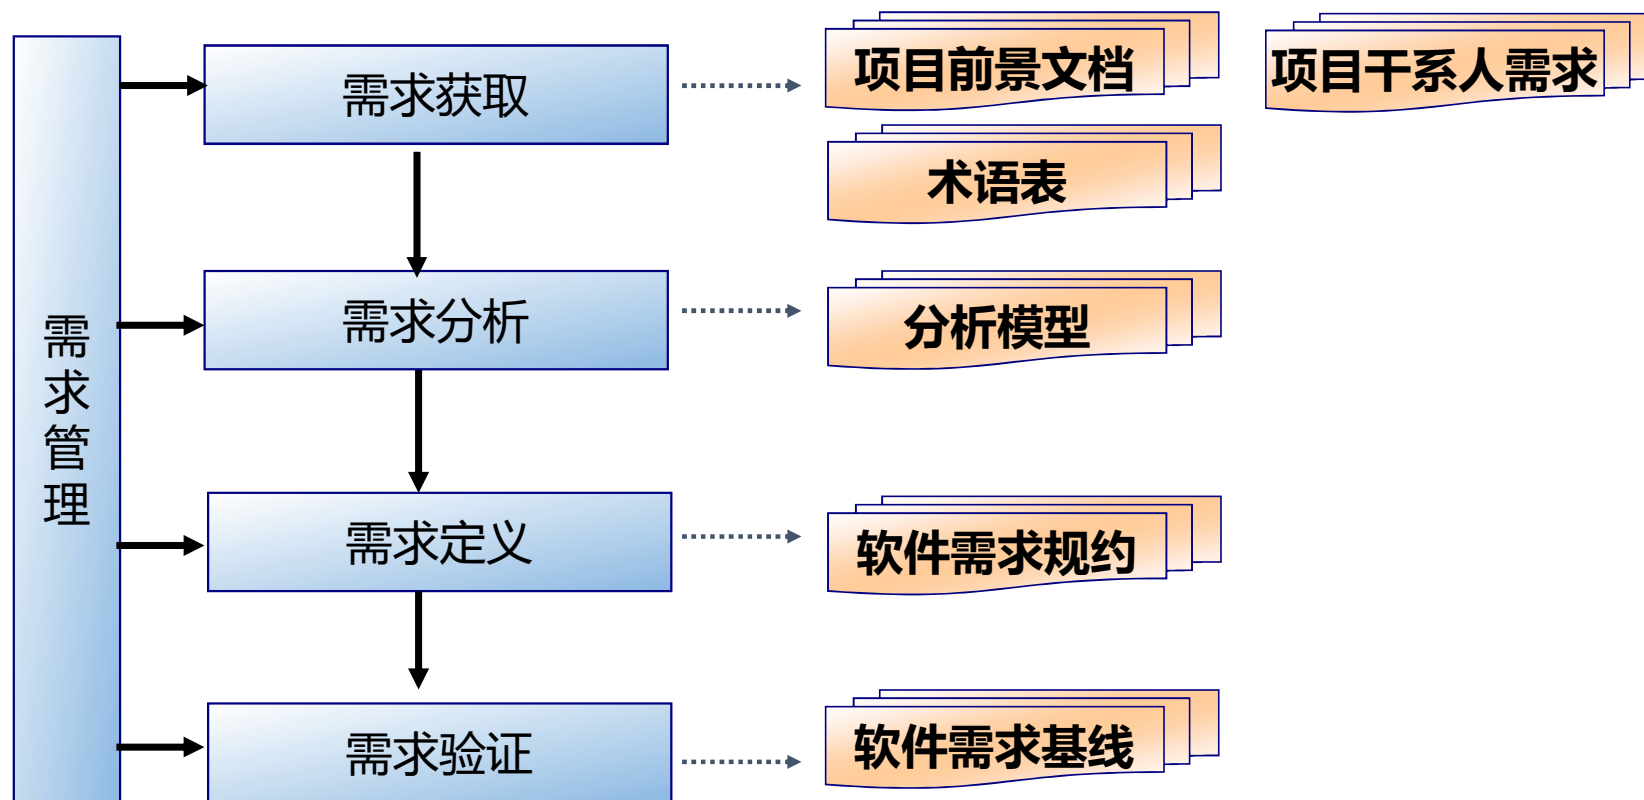 需求管理
需求获取
项目前景文档
项目干系人需求
术语表
需求分析
分析模型
需求定义
软件需求规约
需求验证
软件需求基线